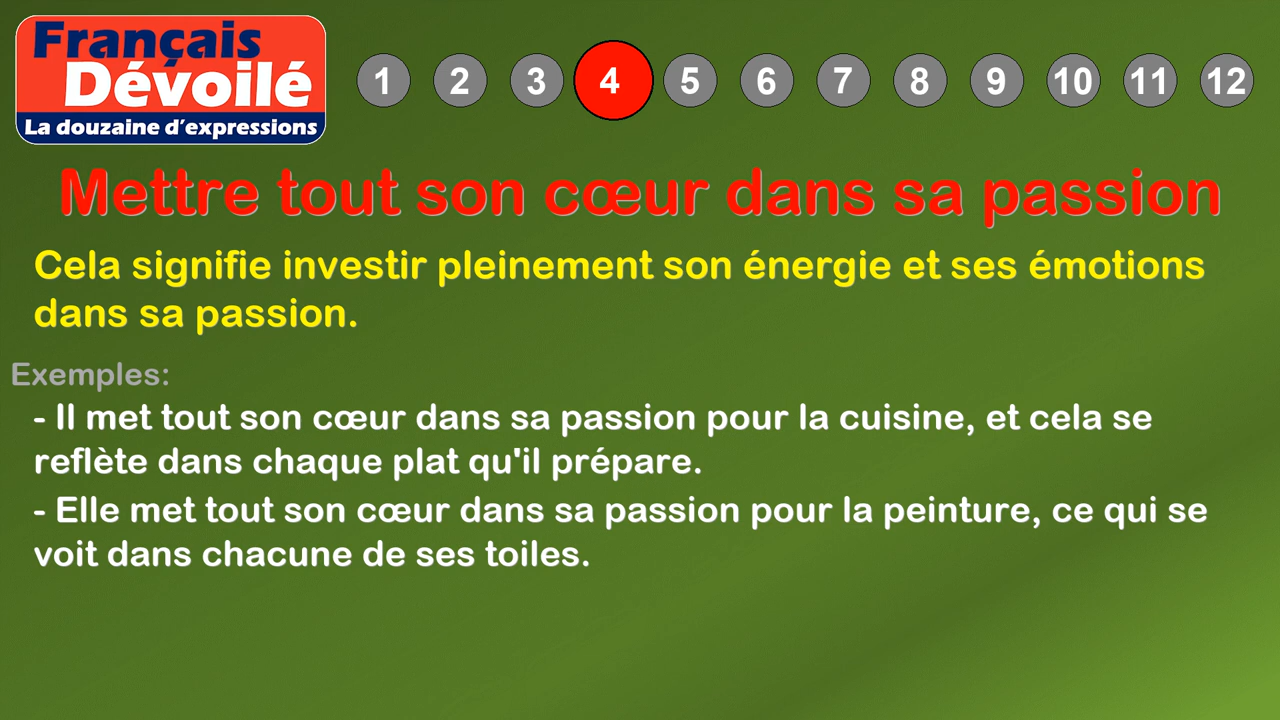 Français
Dévoilé
La douzaine d'expressions
1 2 3 4 5 6 7 8 9 10 11 12
Mettre tout son cœur dans sa passion
Cela signifie investir pleinement son énergie et ses émotions
dans sa passion.
Exemples:
- Il met tout son cœur dans sa passion pour la cuisine, et cela se
reflète dans chaque plat qu'il prépare.
- Elle met tout son cœur dans sa passion pour la peinture, ce qui se
voit dans chacune de ses toiles.